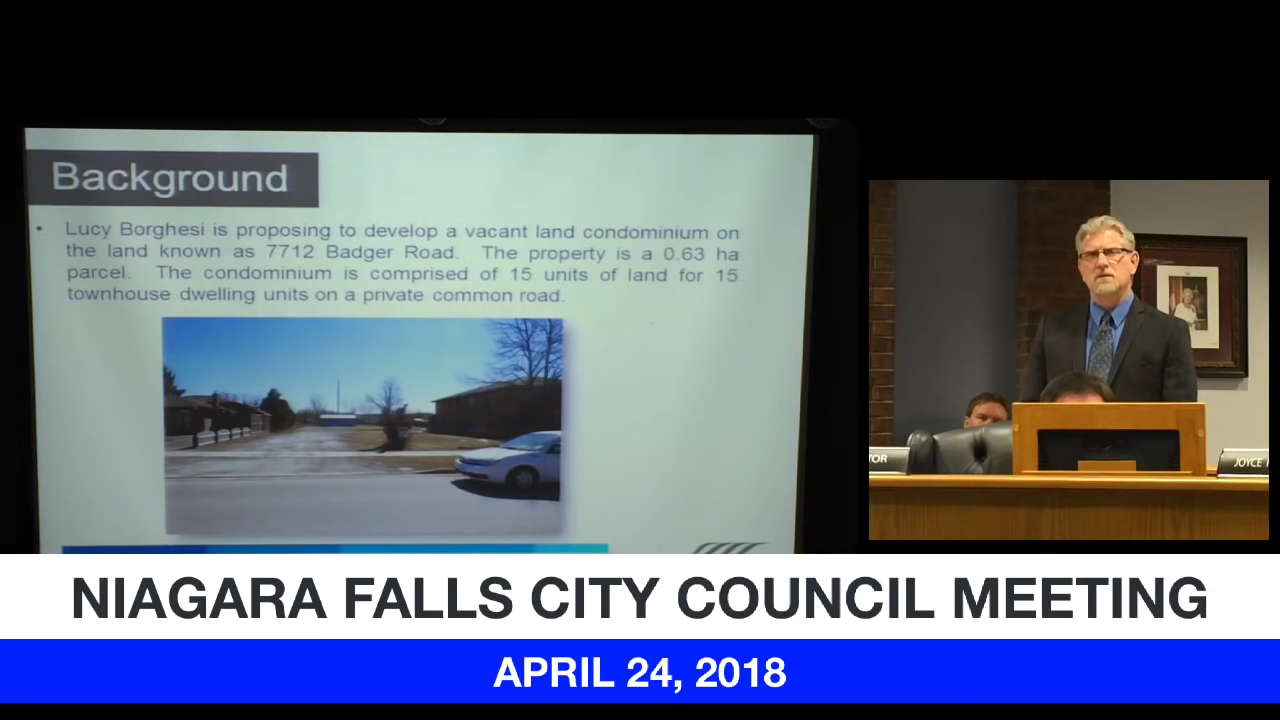 Background
• Lucy Borghesi is proposing to develop a vacant land condominium on
the land known as 7712 Badger Road. The property is a 0.63 ha
parcel. The condominium is comprised of 15 units of land for 15
townhouse dwelling units on a private common road.
TOR
JOYCE
NIAGARA FALLS CITY COUNCIL MEETING
APRIL 24, 2018